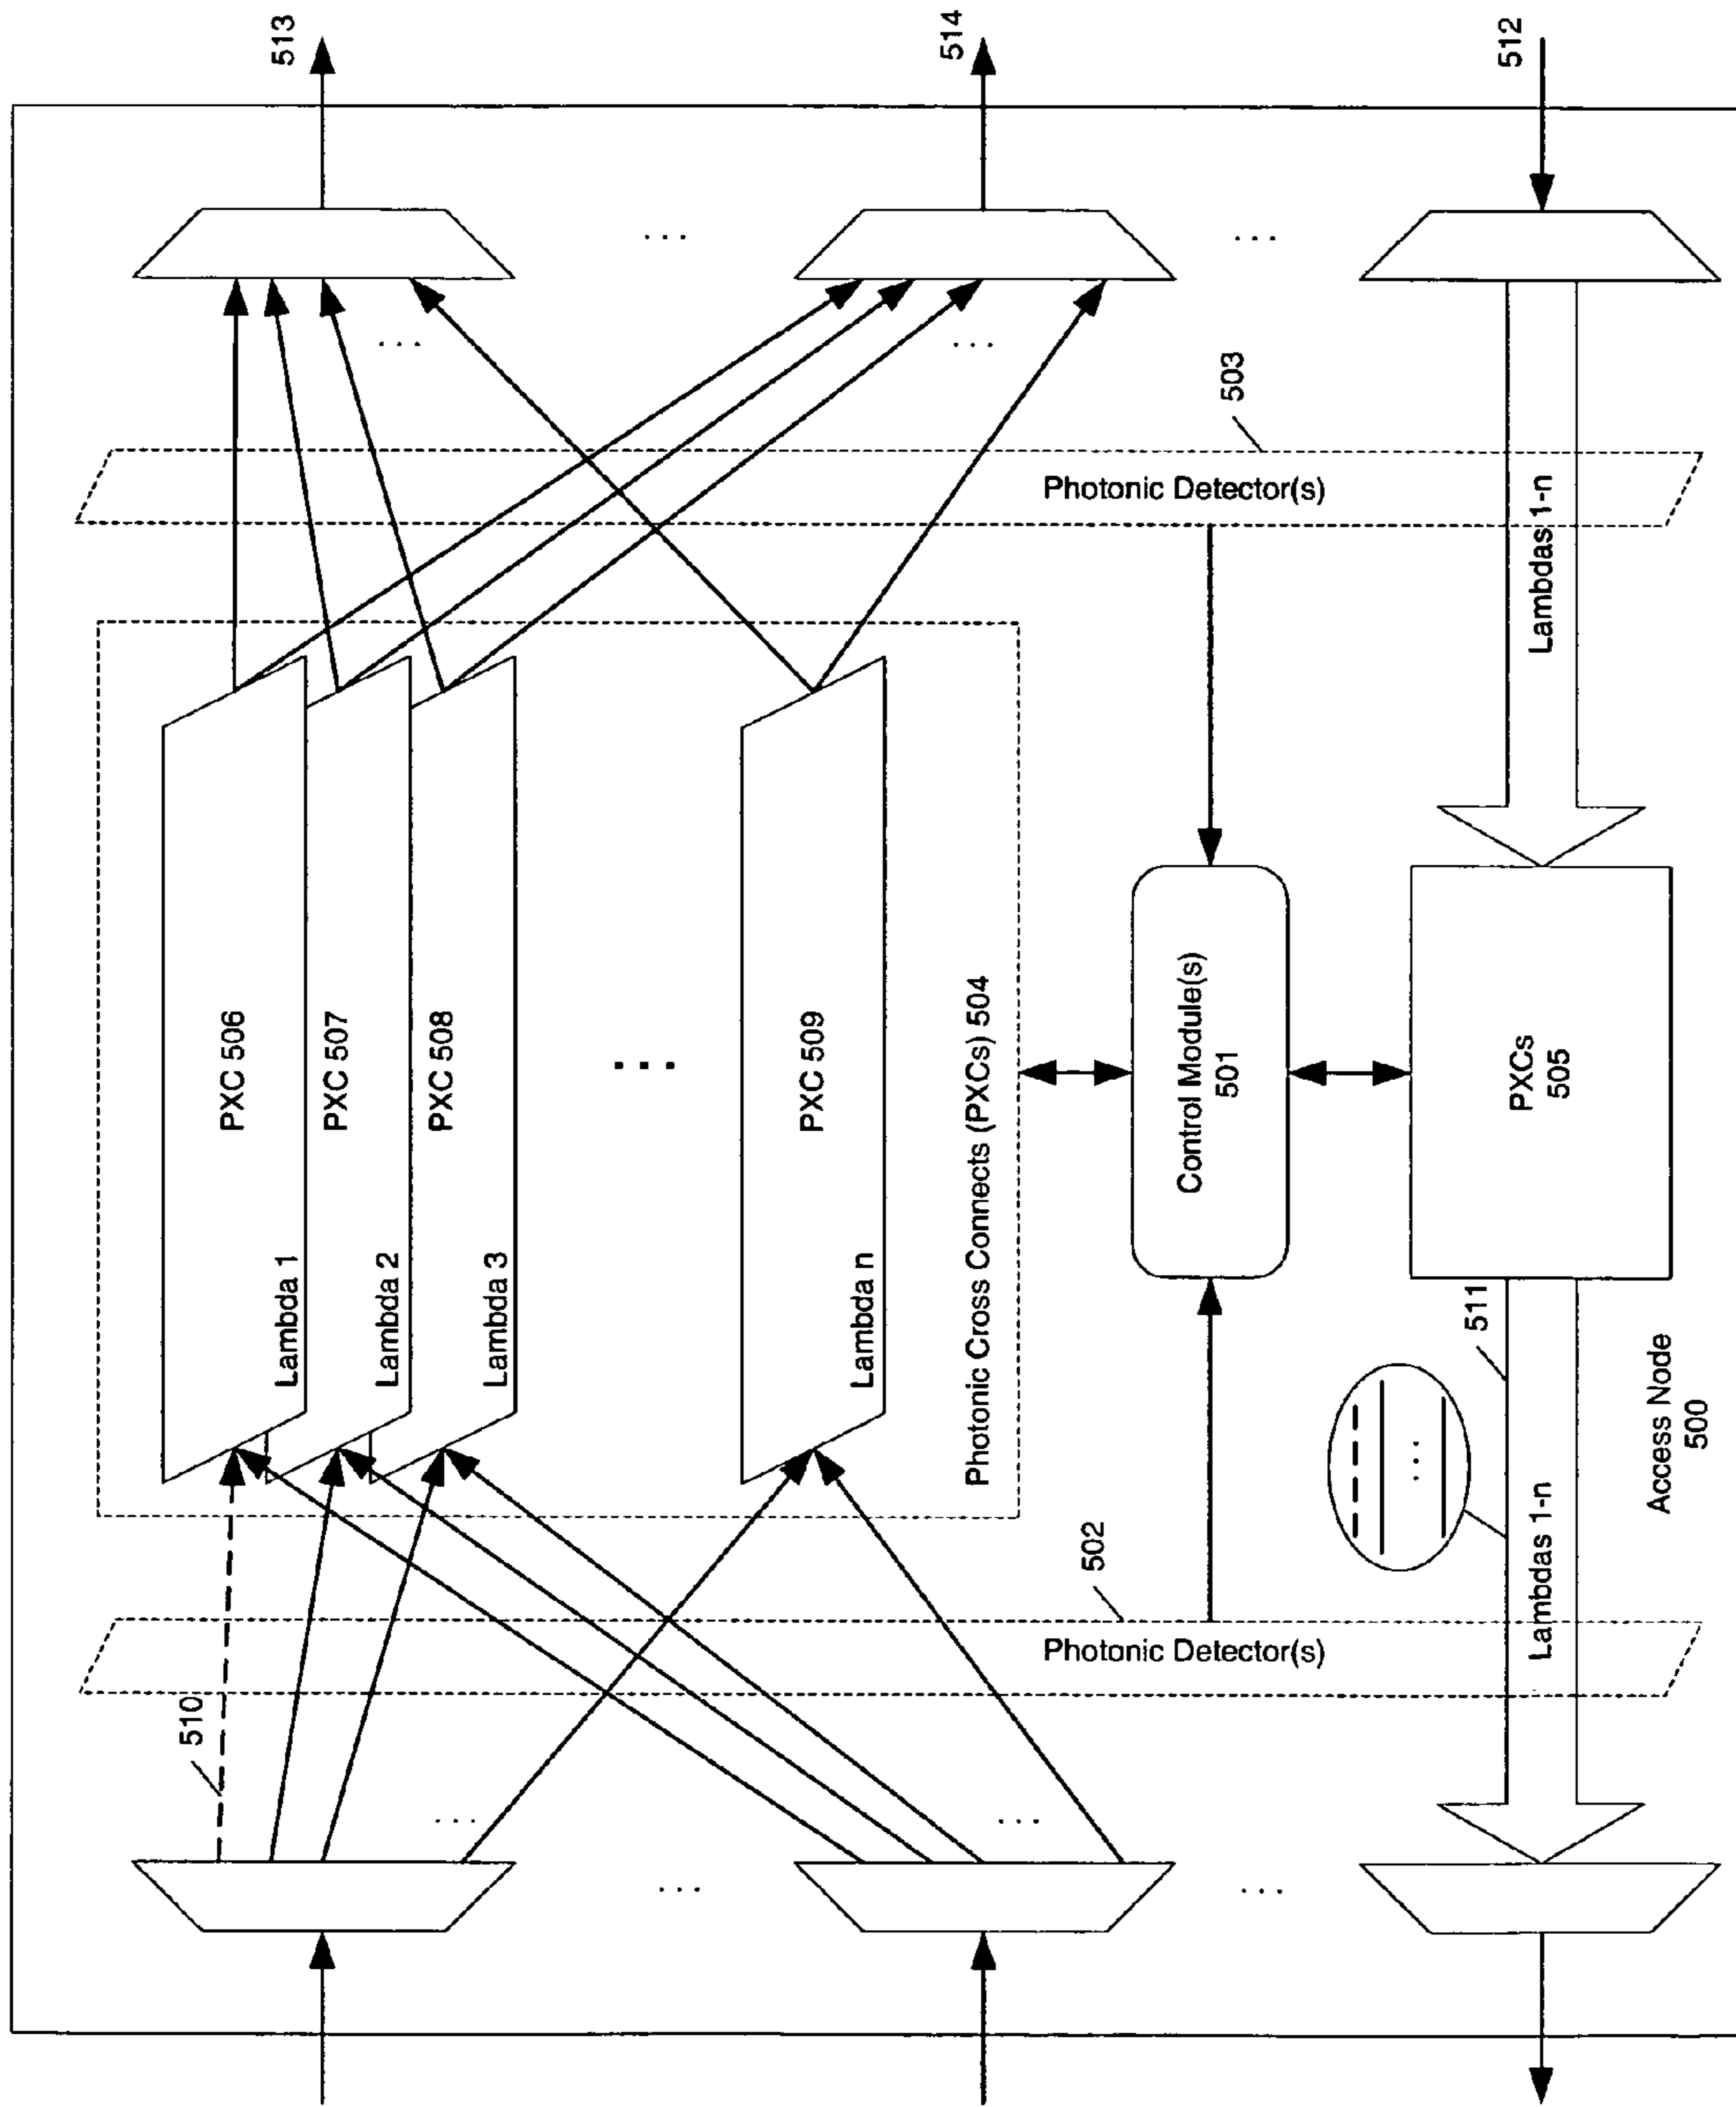 513
514
512
503
Photonic Detector(s)
Lambdas 1-n
PXC 506
Lambda 1
PXC 507
Lambda 2
PXC 508
Lambda 3
...
PXC 509
Lambda n
Photonic Cross Connects (PXCs) 504
Control Module(s)
501
PXCs
505
511
502
Photonic Detector(s)
Lambdas 1-n
510
Access Node
500